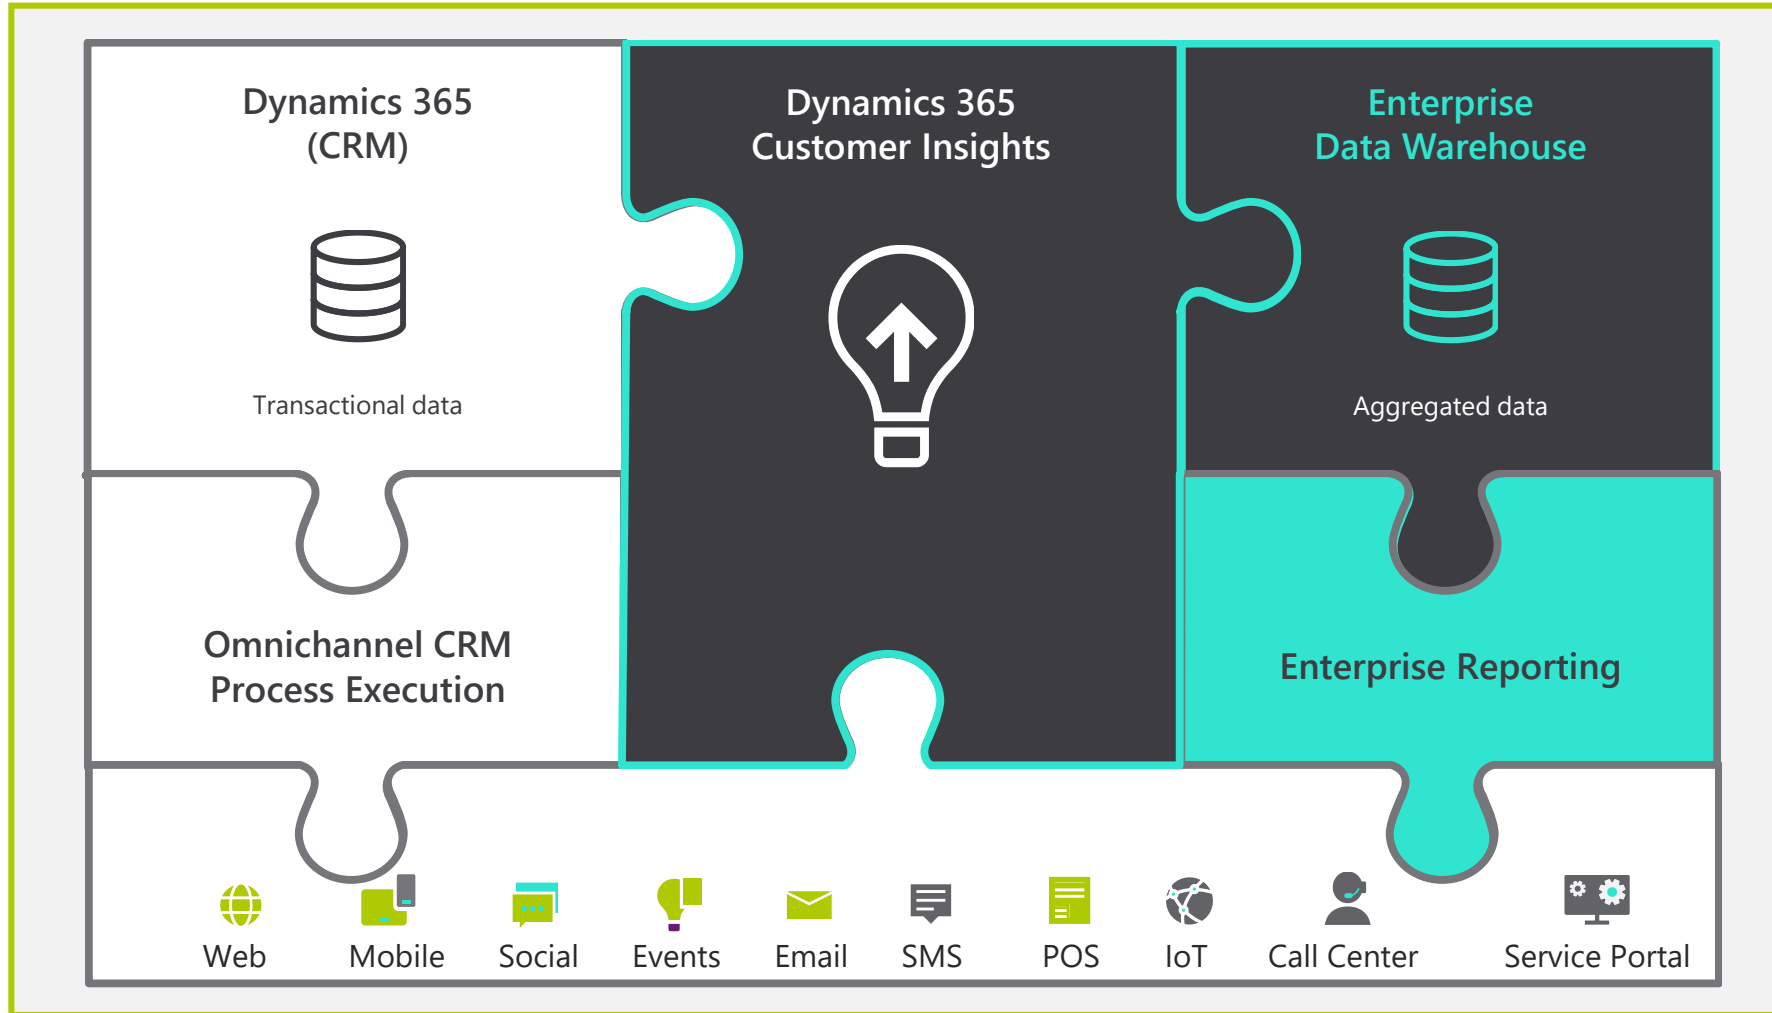 Dynamics 365
(CRM)
Transactional data
Dynamics 365
Customer Insights
Enterprise
Data Warehouse
Aggregated data
Omnichannel CRM
Process Execution
Enterprise Reporting
Web
Mobile
Social
Events
Email
SMS
POS
IoT
Call Center
Service Portal